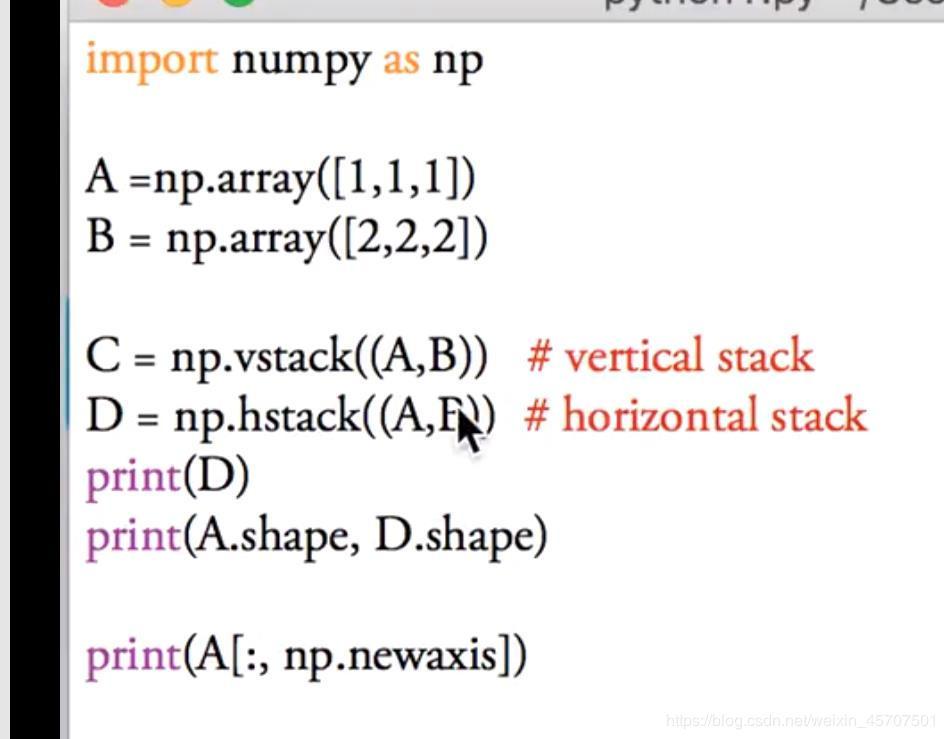 import numpy as np
A =np.array([1,1,1])
B = np.array([2,2,2])
C = np.vstack((A,B))   # vertical stack
D = np.hstack((A,B))  # horizontal stack
print(D)
print(A.shape, D.shape)
print(A[:, np.newaxis])
https://blog.csdn.net/weixin_45707501